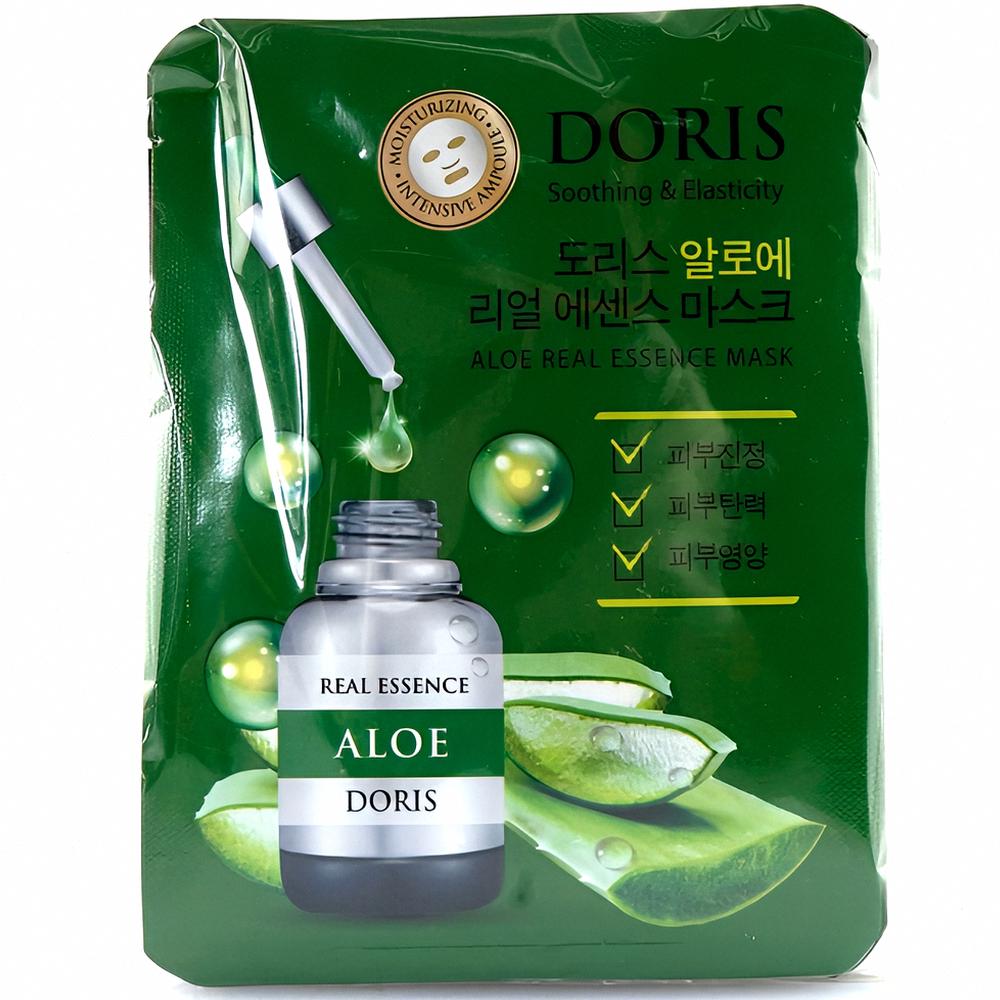 MOISTURIZING
INTENSIVE AMPOULE
DORIS
Soothing & Elasticity
도리스 알로에
리얼 에센스 마스크
ALOE REAL ESSENCE MASK
피부진정
피부탄력
피부영양
REAL ESSENCE
ALOE
DORIS